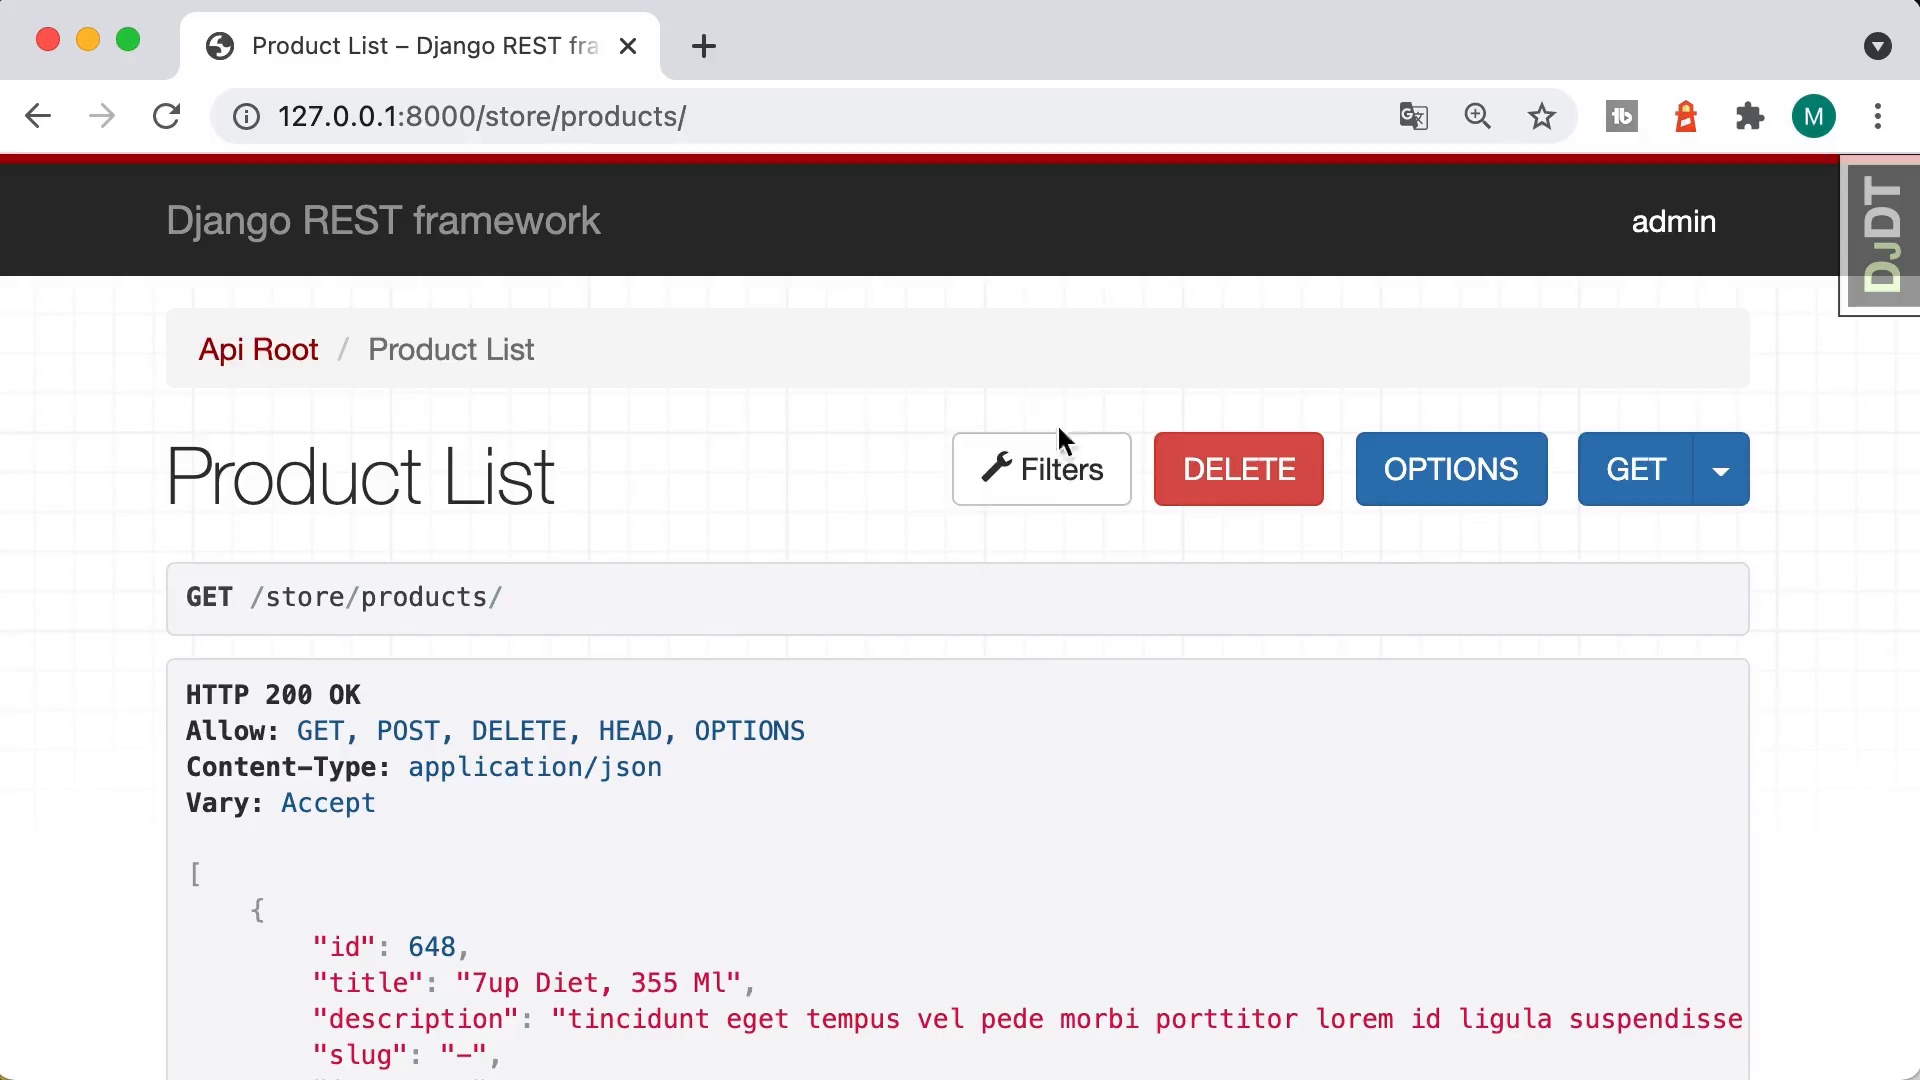 Product List – Django REST fra
127.0.0.1:8000/store/products/
M
Django REST framework
admin
DJDT
Api Root / Product List
Product List
Filters
DELETE
OPTIONS
GET
GET /store/products/
HTTP 200 OK
Allow: GET, POST, DELETE, HEAD, OPTIONS
Content-Type: application/json
Vary: Accept
[
{
"id": 648,
"title": "7up Diet, 355 Ml",
"description": "tincidunt eget tempus vel pede morbi porttitor lorem id ligula suspendisse
"slug": "-",